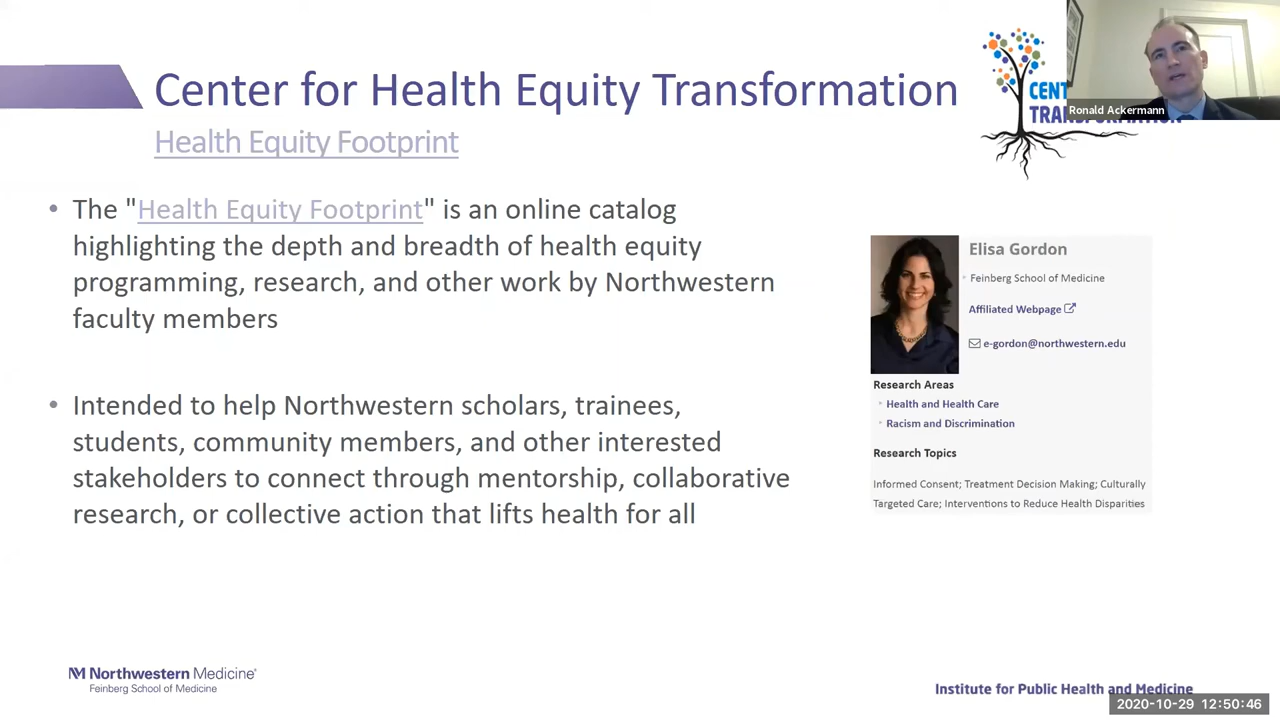 Center for Health Equity Transformation
Health Equity Footprint
CENT
TRANSFORMATION
Ronald Ackermann
• The "Health Equity Footprint" is an online catalog
highlighting the depth and breadth of health equity
programming, research, and other work by Northwestern
faculty members
• Intended to help Northwestern scholars, trainees,
students, community members, and other interested
stakeholders to connect through mentorship, collaborative
research, or collective action that lifts health for all
Elisa Gordon
Feinberg School of Medicine
Affiliated Webpage
e-gordon@northwestern.edu
Research Areas
Health and Health Care
Racism and Discrimination
Research Topics
Informed Consent; Treatment Decision Making; Culturally
Targeted Care; Interventions to Reduce Health Disparities
NM Northwestern Medicine®
Feinberg School of Medicine
Institute for Public Health and Medicine
2020-10-29 12:50:46